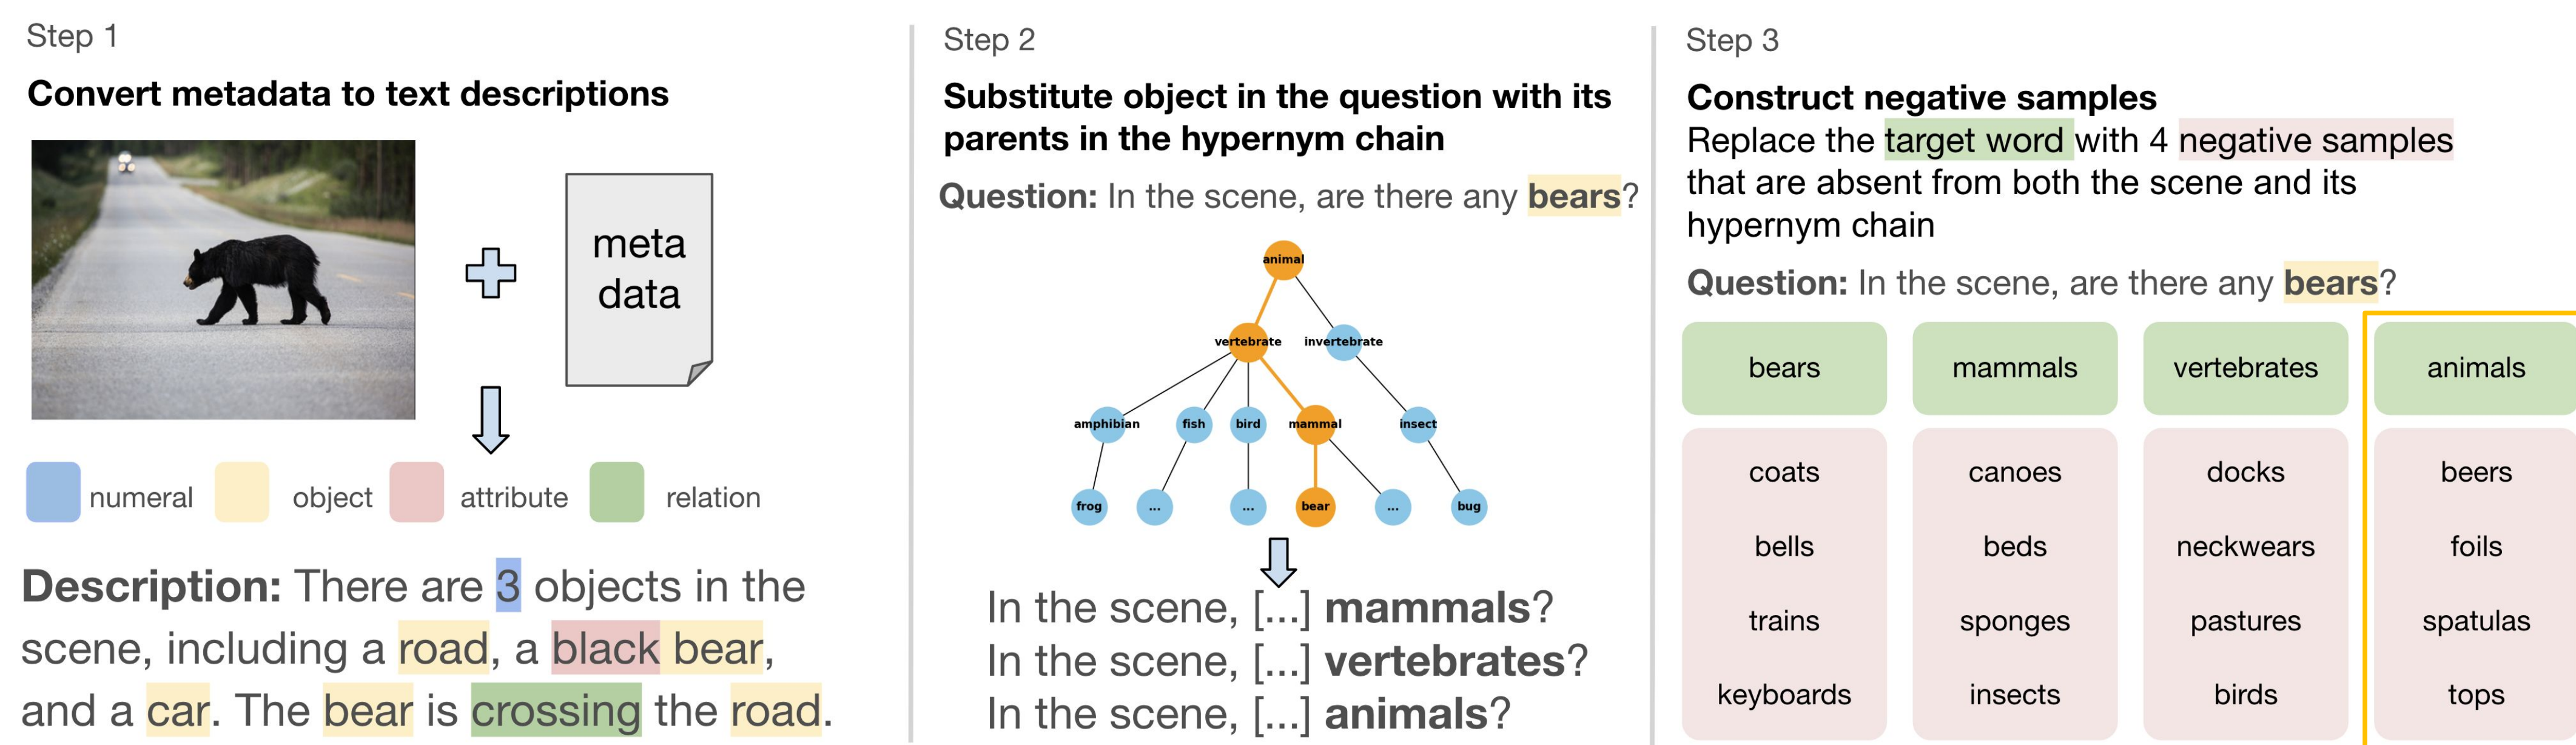 Step 1
Convert metadata to text descriptions
meta
data
numeral
object
attribute
relation
Description: There are 3 objects in the
scene, including a road, a black bear,
and a car. The bear is crossing the road.
Step 2
Substitute object in the question with its
parents in the hypernym chain
Question: In the scene, are there any bears?
animal
vertebrate
invertebrate
amphibian
fish
bird
mammal
insect
frog
...
...
bear
...
bug
In the scene, [...] mammals?
In the scene, [...] vertebrates?
In the scene, [...] animals?
Step 3
Construct negative samples
Replace the target word with 4 negative samples
that are absent from both the scene and its
hypernym chain
Question: In the scene, are there any bears?
bears
mammals
vertebrates
animals
coats
canoes
docks
beers
bells
beds
neckwears
foils
trains
sponges
pastures
spatulas
keyboards
insects
birds
tops